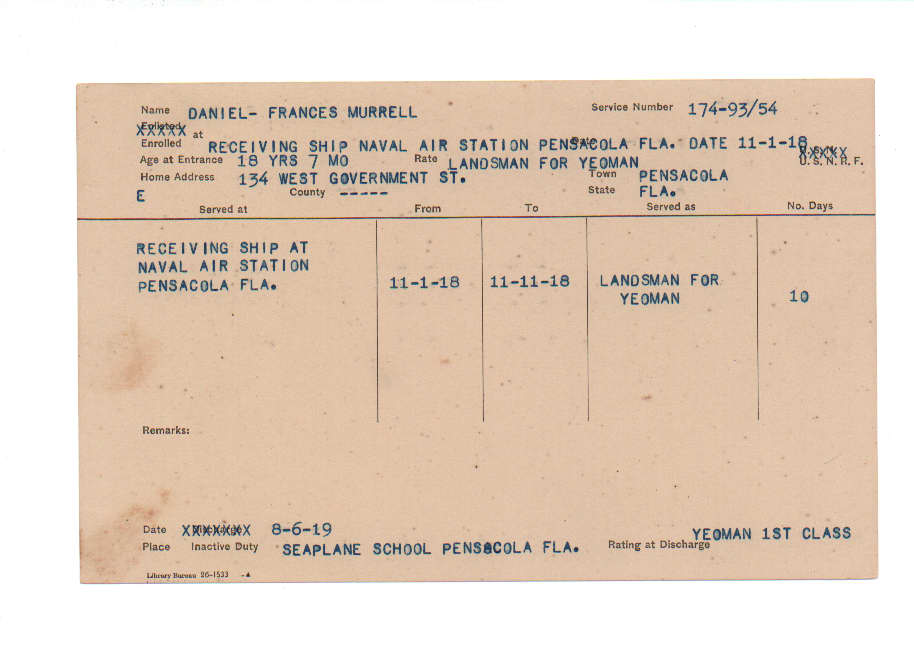 Name DANIEL- FRANCES MURRELL Service Number 174-93/54
Enlisted at
Enrolled RECEIVING SHIP NAVAL AIR STATION PENSACOLA FLA. DATE 11-1-18
Age at Entrance 18 YRS 7 MO Rate LANDSMAN FOR YEOMAN U. S. N. R. F.
Home Address 134 WEST GOVERNMENT ST. Town PENSACOLA
E County ----- State FLA.
Served at From To Served as No. Days
RECEIVING SHIP AT
NAVAL AIR STATION
PENSACOLA FLA. 11-1-18 11-11-18 LANDSMAN FOR
YEOMAN 10
Remarks:
Date XXXXXXX 8-6-19 YEOMAN 1ST CLASS
Place Inactive Duty SEAPLANE SCHOOL PENSACOLA FLA. Rating at Discharge
Library Bureau 26-1533